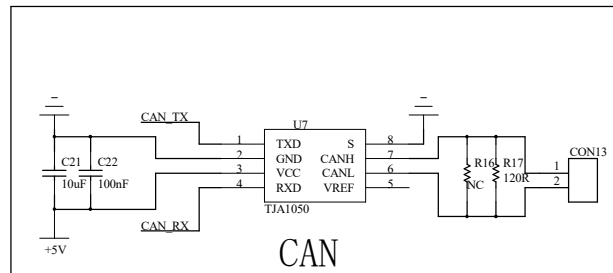 CAN_TX
U7
C21
10uF
C22
100nF
1
2
3
4
TXD
GND
VCC
RXD
S
CANH
CANL
VREF
8
7
6
5
R16
NC
R17
120R
CON13
1
2
+5V
CAN_RX
TJA1050
CAN